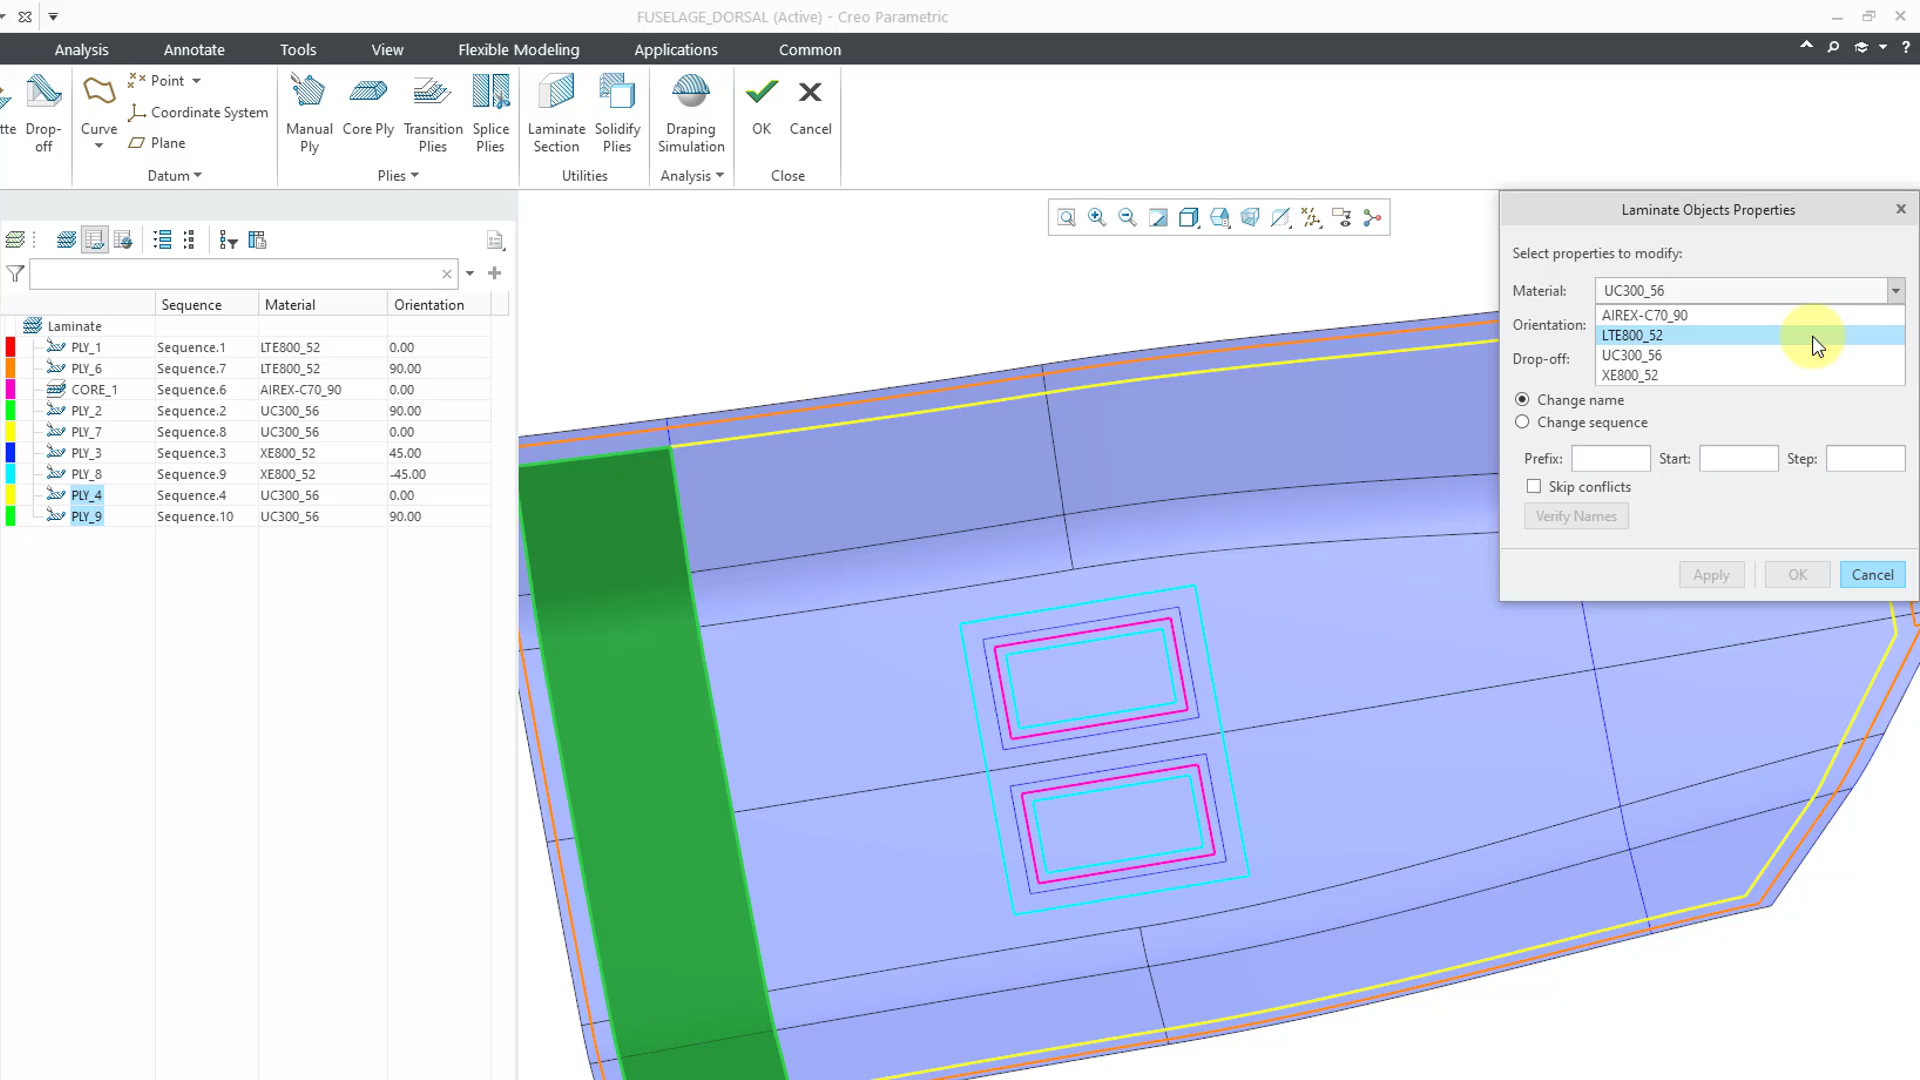 FUSELAGE_DORSAL (Active) - Creo Parametric
Analysis Annotate Tools View Flexible Modeling Applications Common
Point
Coordinate System
Plane
Drop-off
Curve
Datum
Manual Ply
Core Ply
Transition Plies
Splice Plies
Plies
Laminate Section
Solidify Plies
Utilities
Draping Simulation
Analysis
OK
Cancel
Close
Sequence Material Orientation
Laminate
PLY_1 Sequence.1 LTE800_52 0.00
PLY_6 Sequence.7 LTE800_52 90.00
CORE_1 Sequence.6 AIREX-C70_90 0.00
PLY_2 Sequence.2 UC300_56 90.00
PLY_7 Sequence.8 UC300_56 0.00
PLY_3 Sequence.3 XE800_52 45.00
PLY_8 Sequence.9 XE800_52 -45.00
PLY_4 Sequence.4 UC300_56 0.00
PLY_9 Sequence.10 UC300_56 90.00
Laminate Objects Properties
Select properties to modify:
Material: UC300_56
AIREX-C70_90
Orientation: LTE800_52
Drop-off: UC300_56
XE800_52
Change name
Change sequence
Prefix: Start: Step:
Skip conflicts
Verify Names
Apply OK Cancel